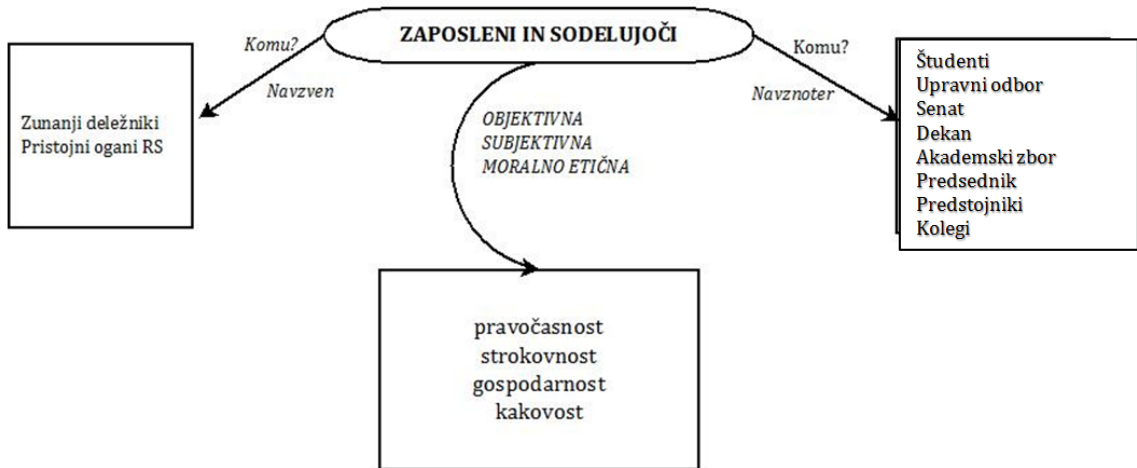 ZAPOSLENI IN SODELUJOČI
Komu?
Navzven
Zunanji deležniki
Pristojni ogani RS
OBJEKTIVNA
SUBJEKTIVNA
MORALNO ETIČNA
Komu?
Navznoter
Študenti
Upravni odbor
Senat
Dekan
Akademski zbor
Predsednik
Predstojniki
Kolegi
pravočasnost
strokovnost
gospodarnost
kakovost